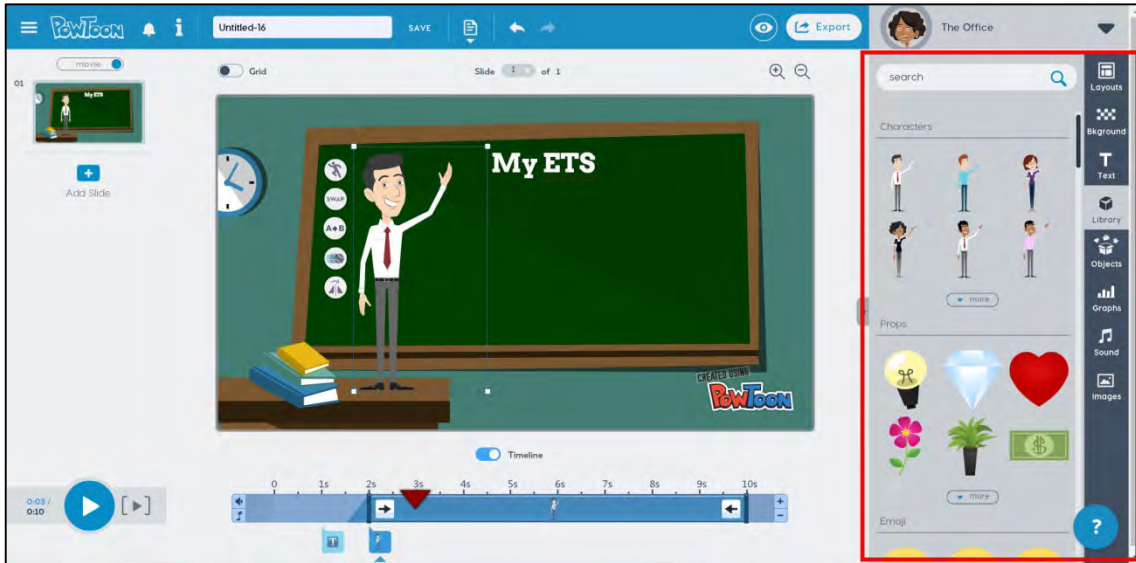 POWTOON
i
Untitled-16
SAVE
Export
The Office
movie
01
My ETS
Add Slide
Grid
Slide 1 of 1
SWAP
A+B
My ETS
CREATED USING
POWTOON
Timeline
0 1s 2s 3s 4s 5s 6s 7s 8s 9s 10s
0:03 /
0:10
T
search
Characters
more
Props
more
Emoji
Layouts
Bkground
T
Text
Library
Objects
Graphs
Sound
Images
?